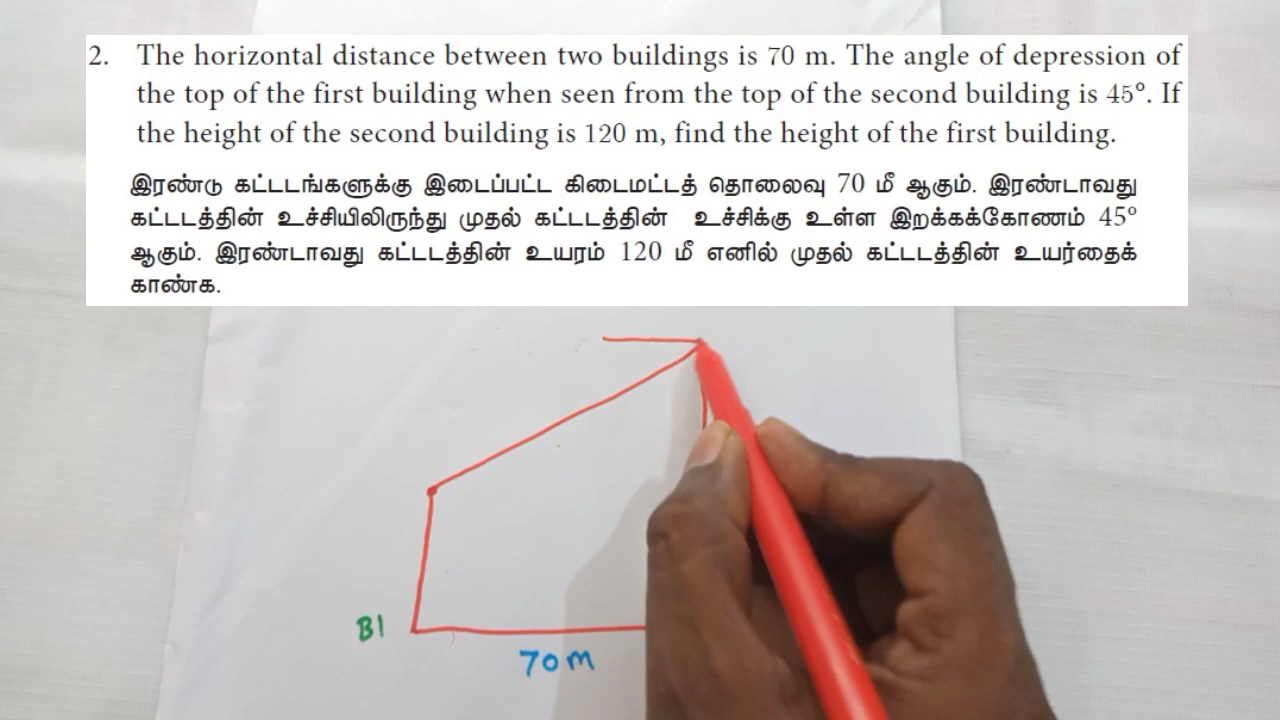 2. The horizontal distance between two buildings is 70 m. The angle of depression of
the top of the first building when seen from the top of the second building is 45°. If
the height of the second building is 120 m, find the height of the first building.
இரண்டு கட்டடங்களுக்கு இடைப்பட்ட கிடைமட்டத் தொலைவு 70 மீ ஆகும். இரண்டாவது
கட்டடத்தின் உச்சியிலிருந்து முதல் கட்டடத்தின் உச்சிக்கு உள்ள இறக்கக்கோணம் 45°
ஆகும். இரண்டாவது கட்டடத்தின் உயரம் 120 மீ எனில் முதல் கட்டடத்தின் உயர்தைக்
காண்க.
B1
70 M